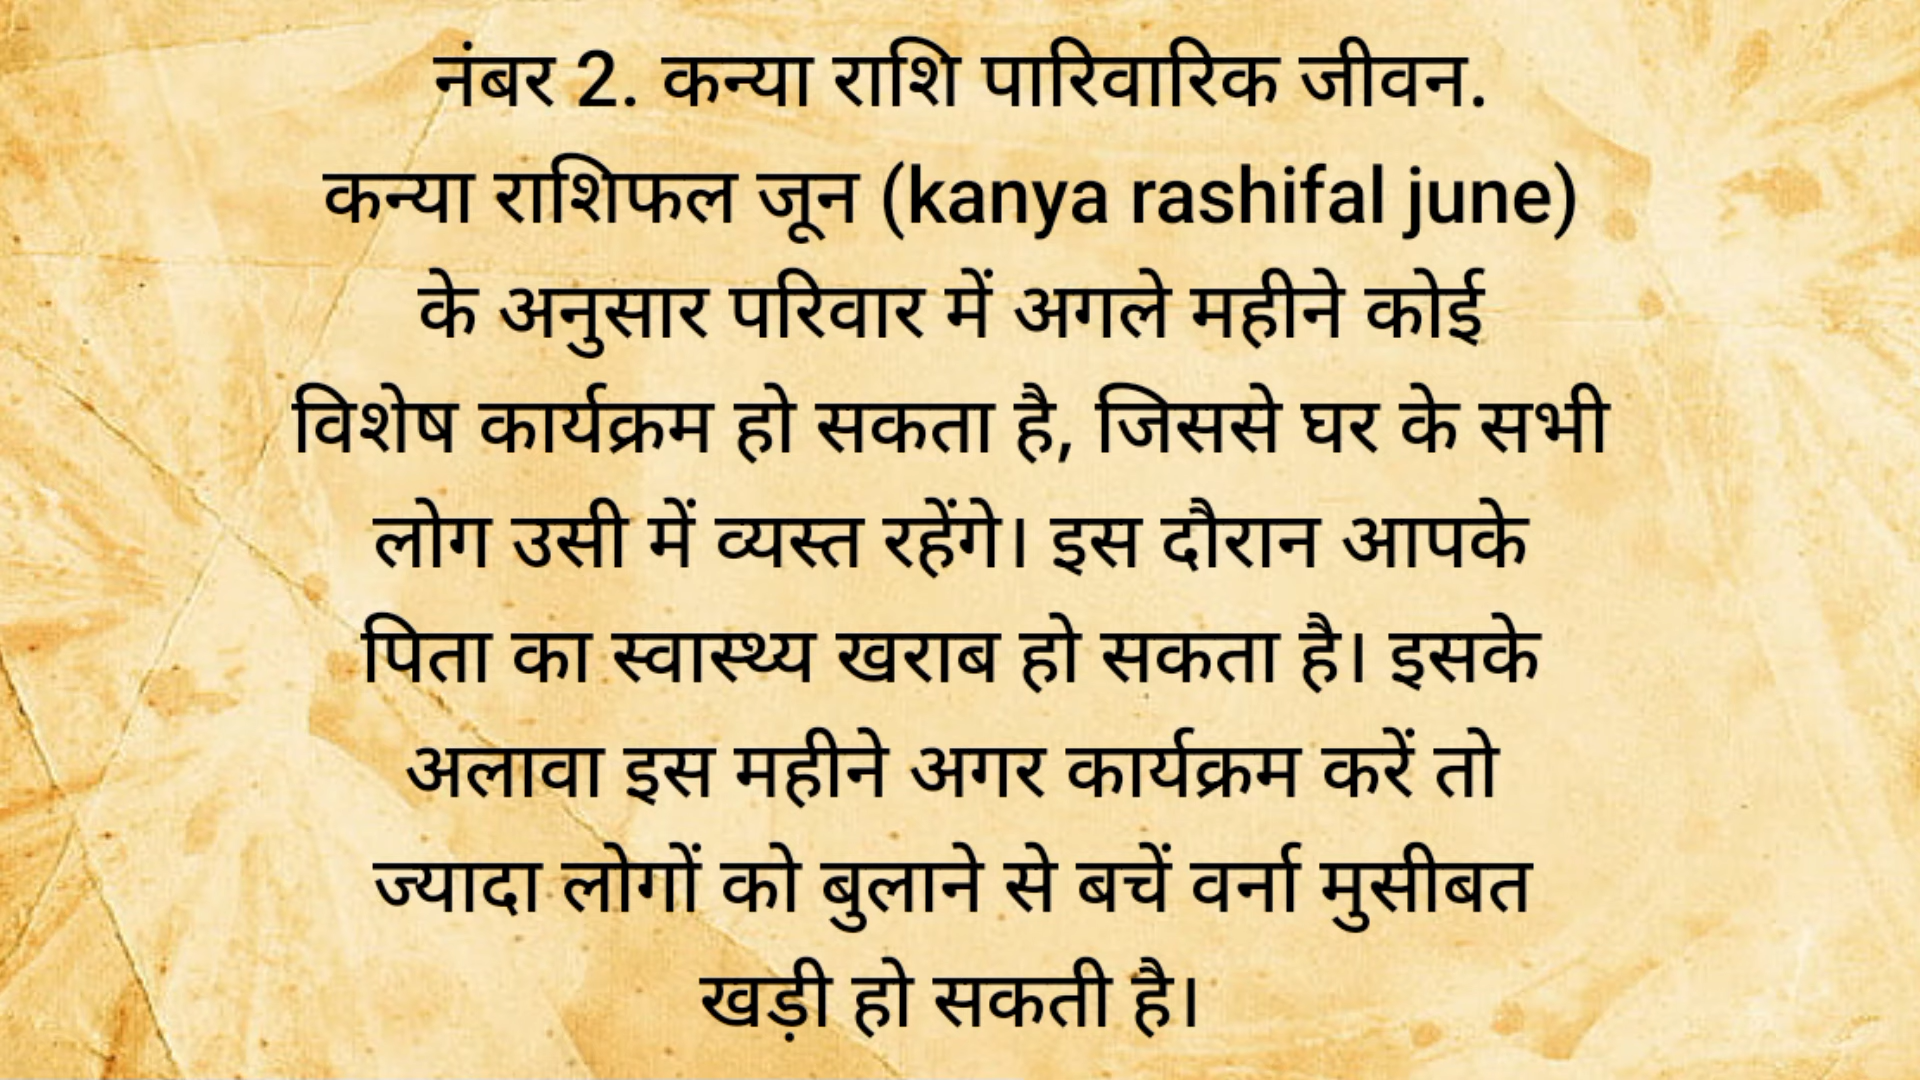 नंबर 2. कन्या राशि पारिवारिक जीवन.
कन्या राशिफल जून (kanya rashifal june)
के अनुसार परिवार में अगले महीने कोई
विशेष कार्यक्रम हो सकता है, जिससे घर के सभी
लोग उसी में व्यस्त रहेंगे। इस दौरान आपके
पिता का स्वास्थ्य खराब हो सकता है। इसके
अलावा इस महीने अगर कार्यक्रम करें तो
ज्यादा लोगों को बुलाने से बचें वर्ना मुसीबत
खड़ी हो सकती है।